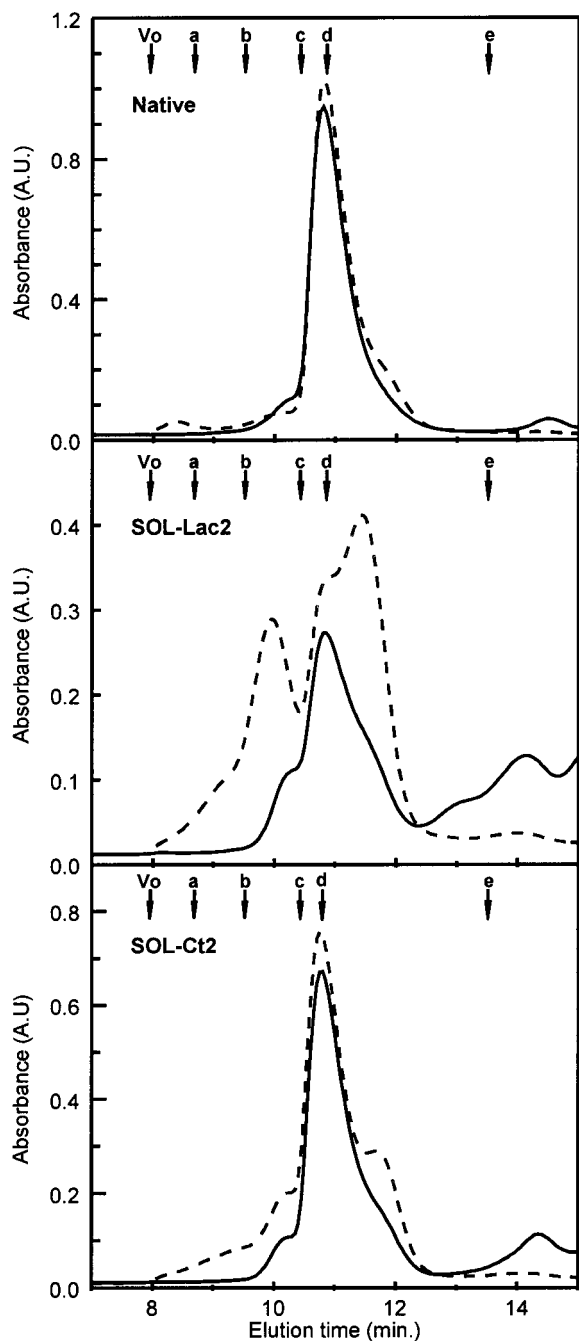 1.2
Vo a b c d e
Native
0.8
Absorbance (A.U.)
0.4
0.0
Vo a b c d e
SOL-Lac2
0.4
0.3
Absorbance (A.U.)
0.2
0.1
0.0
Vo a b c d e
0.8
SOL-Ct2
0.6
Absorbance (A.U)
0.4
0.2
0.0
8 10 12 14
Elution time (min.)